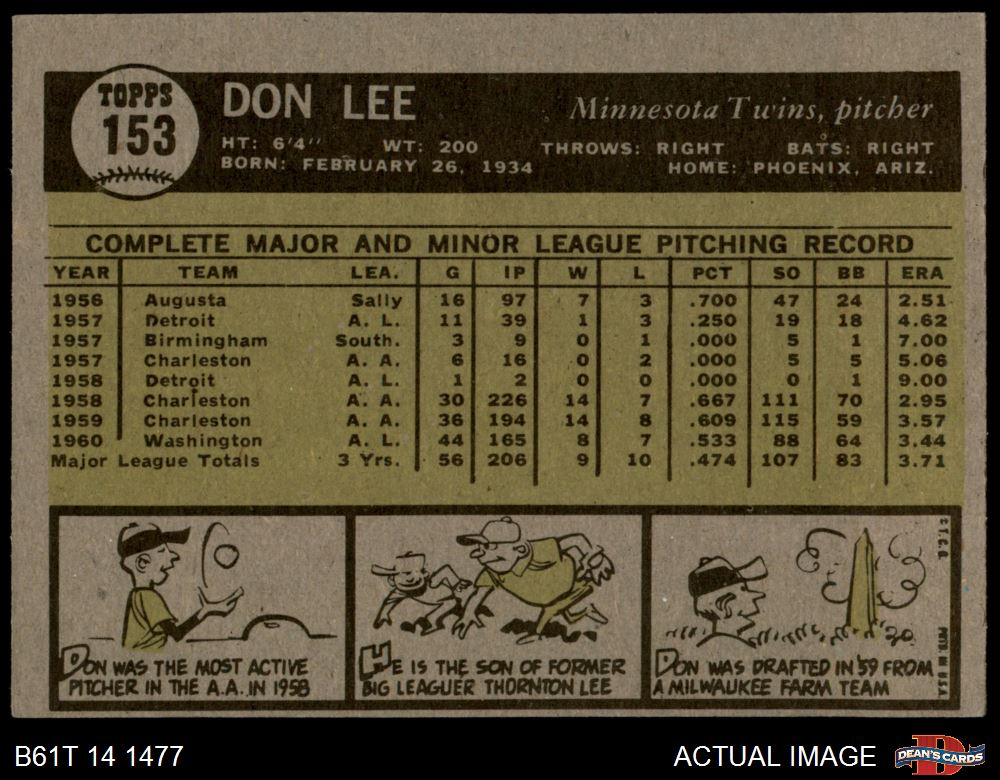 TOPPS
153
DON LEE
Minnesota Twins, pitcher
HT: 6'4" WT: 200 THROWS: RIGHT BATS: RIGHT
BORN: FEBRUARY 26, 1934 HOME: PHOENIX, ARIZ.
COMPLETE MAJOR AND MINOR LEAGUE PITCHING RECORD
YEAR TEAM LEA. G IP W L PCT SO BB ERA
1956 Augusta Sally 16 97 7 3 .700 47 24 2.51
1957 Detroit A. L. 11 39 1 3 .250 19 18 4.62
1957 Birmingham South. 3 9 0 1 .000 5 1 7.00
1957 Charleston A. A. 6 16 0 2 .000 5 5 5.06
1958 Detroit A. L. 1 2 0 0 .000 0 1 9.00
1958 Charleston A. A. 30 226 14 7 .667 111 70 2.95
1959 Charleston A. A. 36 194 14 8 .609 115 59 3.57
1960 Washington A. L. 44 165 8 7 .533 88 64 3.44
Major League Totals 3 Yrs. 56 206 9 10 .474 107 83 3.71
DON WAS THE MOST ACTIVE
PITCHER IN THE A.A. IN 1958
HE IS THE SON OF FORMER
BIG LEAGUER THORNTON LEE
DON WAS DRAFTED IN '59 FROM
A MILWAUKEE FARM TEAM
© T.C.G. PRTD. IN U.S.A.
B61T 14 1477
ACTUAL IMAGE
DEAN'S CARDS